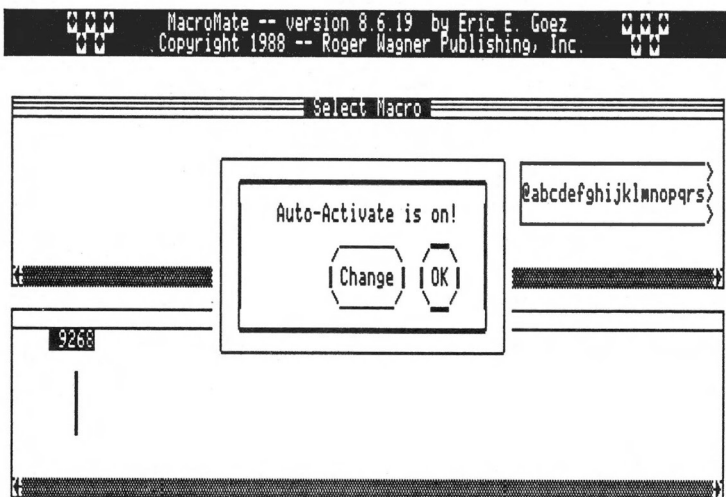 MacroMate -- version 8.6.19 by Eric E. Goez
Copyright 1988 -- Roger Wagner Publishing, Inc.
Select Macro
@abcdefghijklmnopqrs
Auto-Activate is on!
Change OK
9268